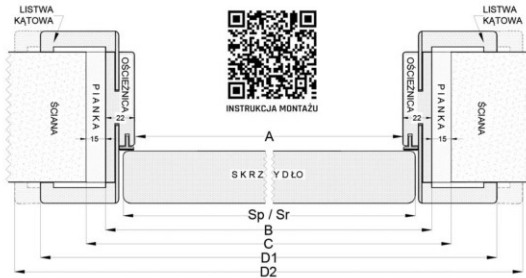 LISTWA
KĄTOWA
LISTWA
KĄTOWA
INSTRUKCJA MONTAŻU
ŚCIANA
PIANKA
15
22
OŚCIEŻNICA
OŚCIEŻNICA
22
PIANKA
15
ŚCIANA
A
SKRZYDŁO
Sp / Sr
B
C
D1
D2